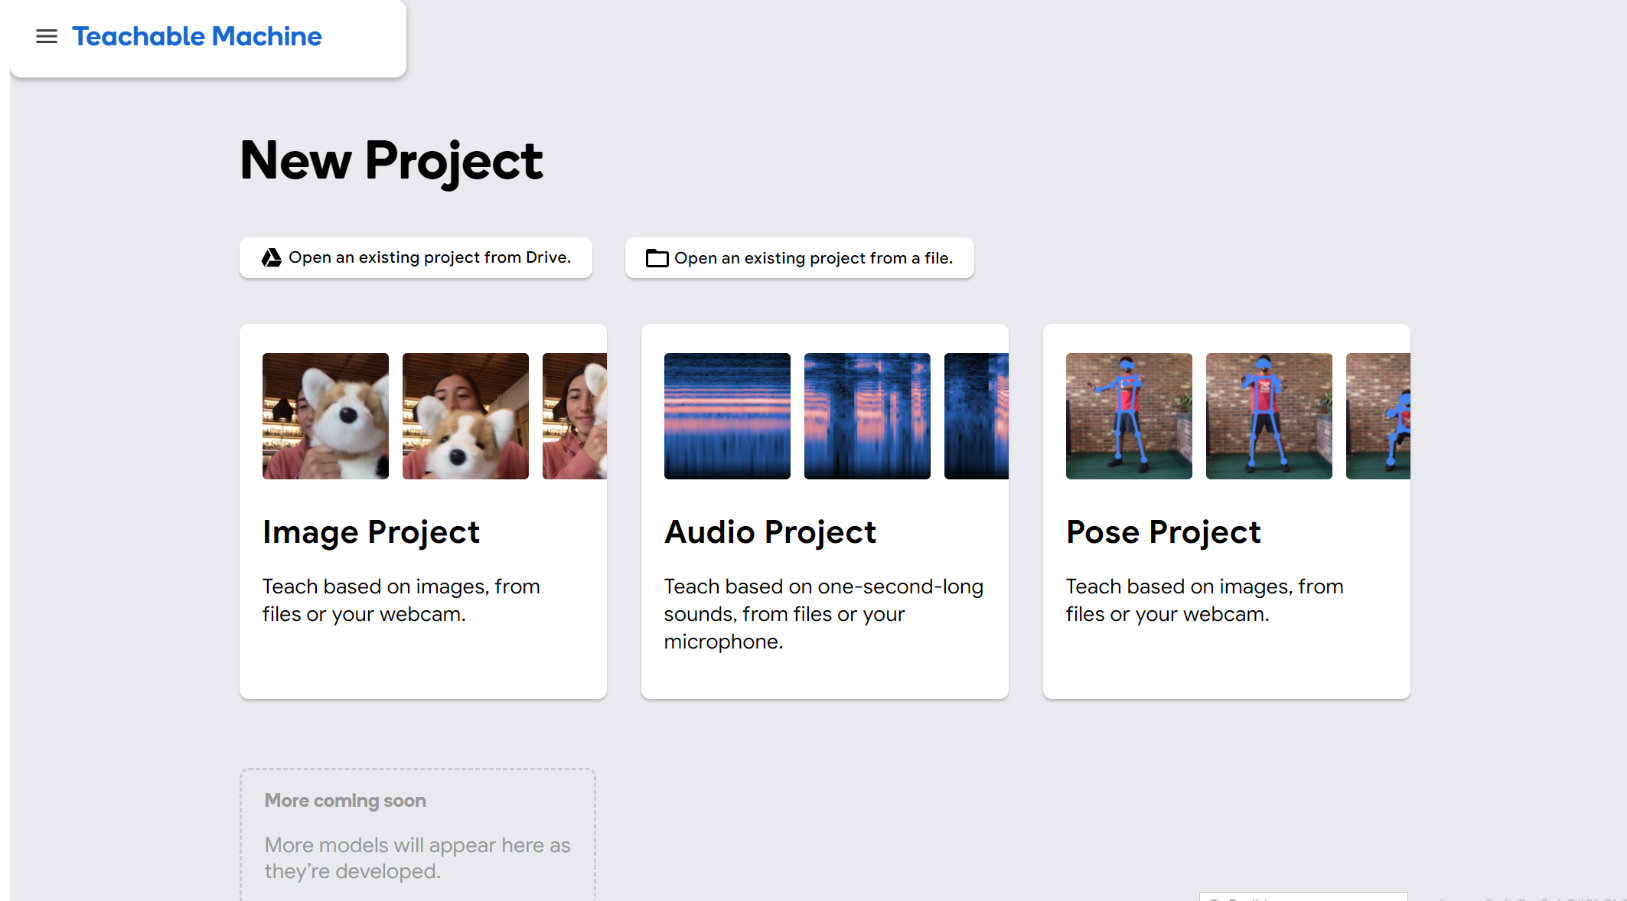 Teachable Machine
New Project
Open an existing project from Drive.
Open an existing project from a file.
Image Project
Teach based on images, from
files or your webcam.
Audio Project
Teach based on one-second-long
sounds, from files or your
microphone.
Pose Project
Teach based on images, from
files or your webcam.
More coming soon
More models will appear here as
they're developed.